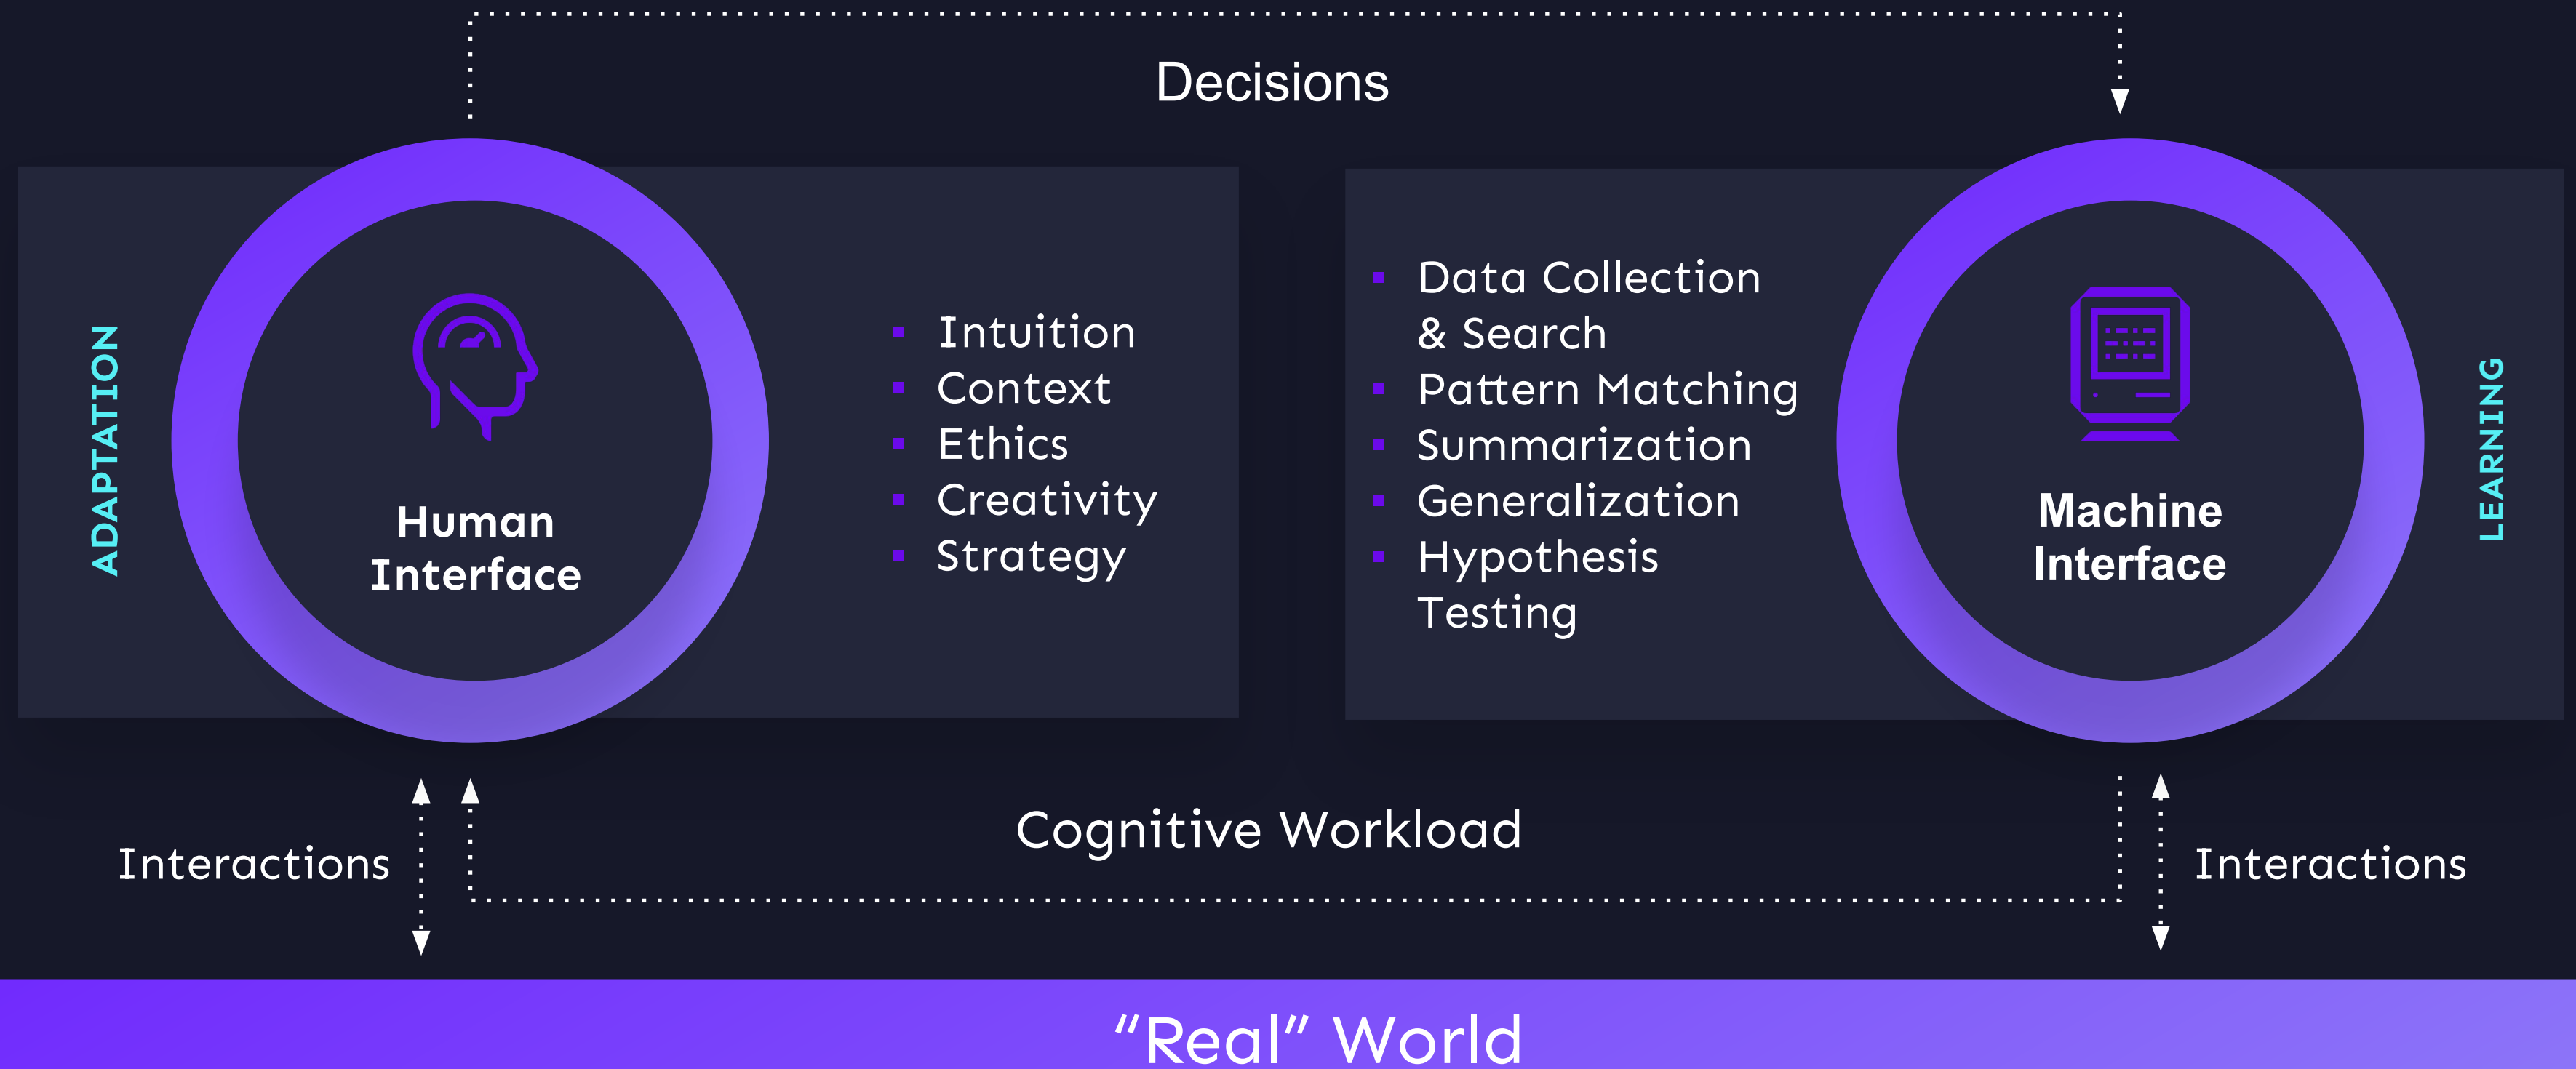 Decisions
ADAPTATION
Human
Interface
Intuition
Context
Ethics
Creativity
Strategy
Data Collection
& Search
Pattern Matching
Summarization
Generalization
Hypothesis
Testing
Machine
Interface
LEARNING
Interactions
Cognitive Workload
Interactions
“Real” World